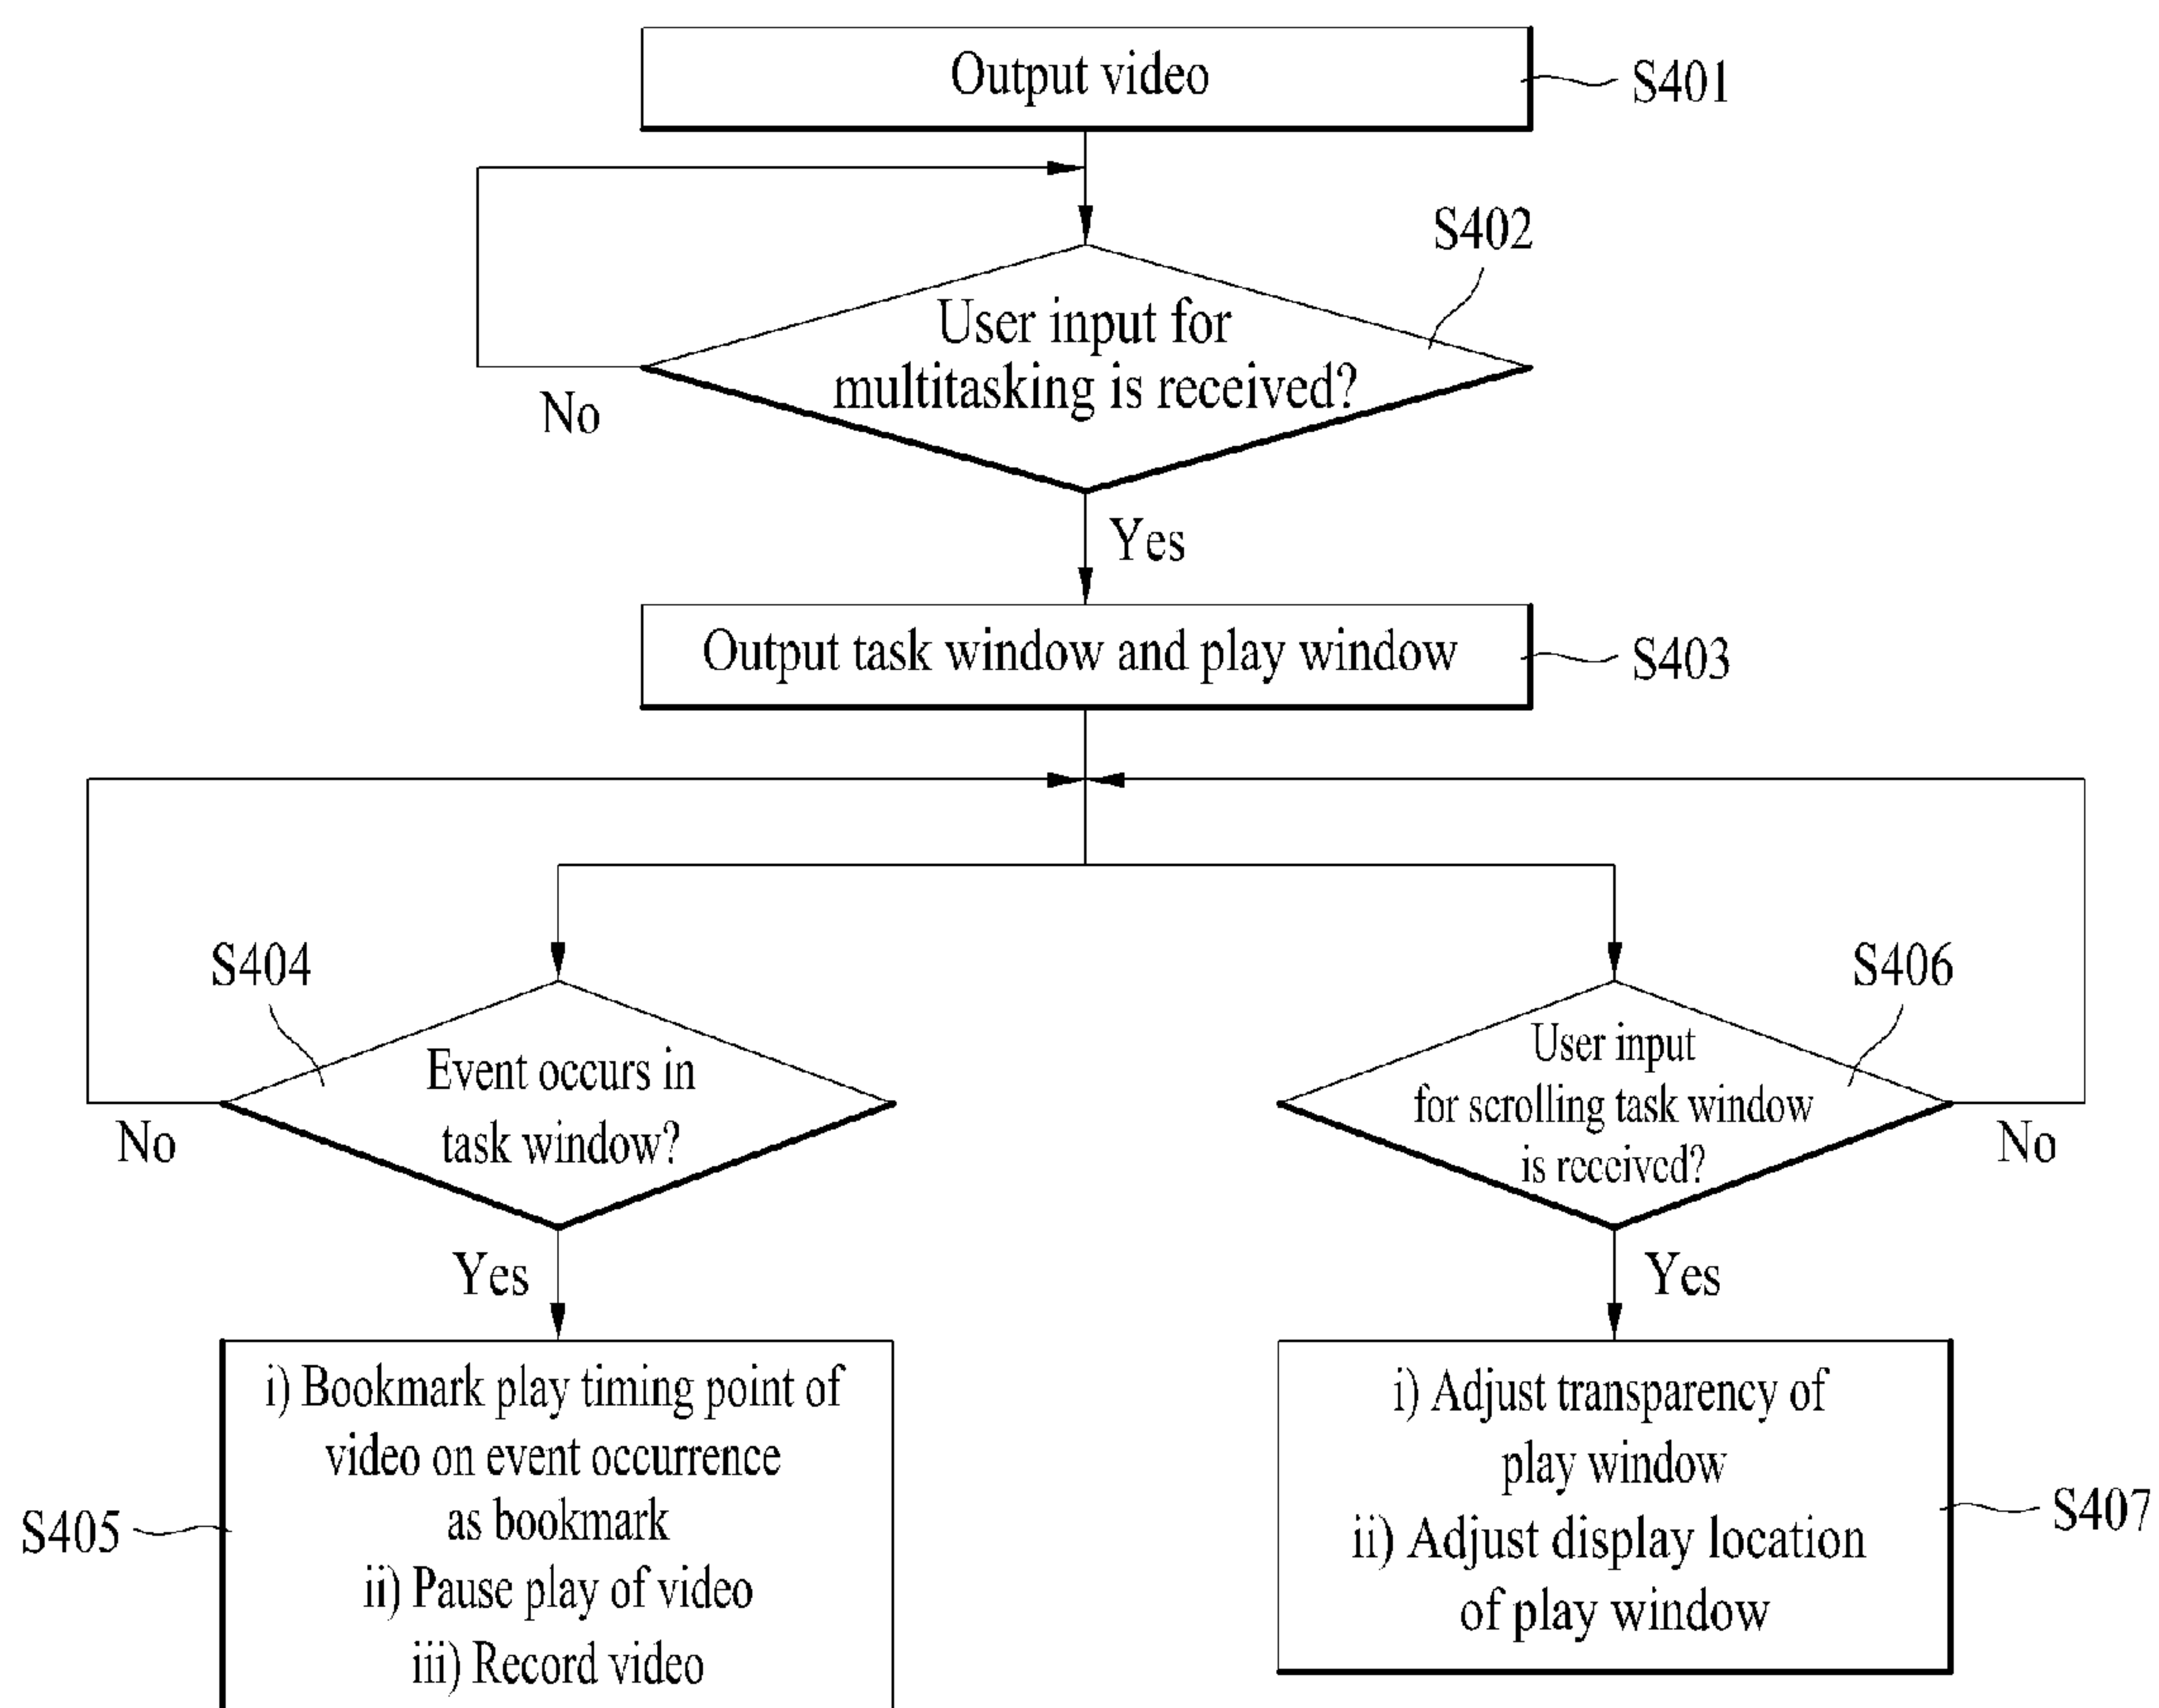 Output video
S401
S402
User input for
multitasking is received?
No
Yes
Output task window and play window
S403
S404
Event occurs in
task window?
No
Yes
S406
User input
for scrolling task window
is received?
No
Yes
S405
i) Bookmark play timing point of
video on event occurrence
as bookmark
ii) Pause play of video
iii) Record video
i) Adjust transparency of
play window
ii) Adjust display location
of play window
S407